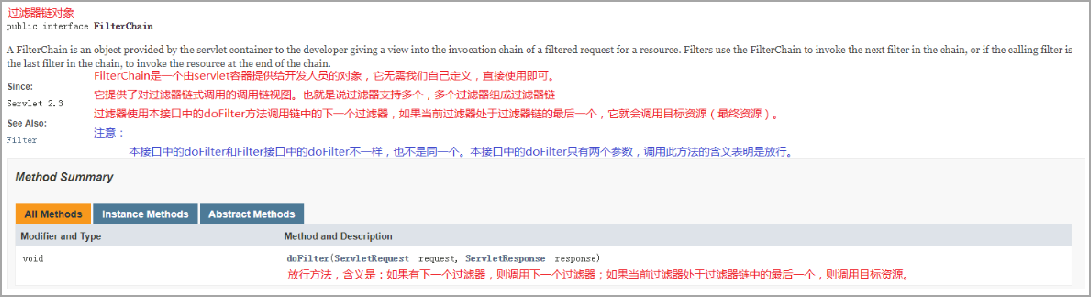 过滤器链对象
public interface FilterChain
A FilterChain is an object provided by the servlet container to the developer giving a view into the invocation chain of a filtered request for a resource. Filters use the FilterChain to invoke the next filter in the chain, or if the calling filter is
the last filter in the chain, to invoke the resource at the end of the chain.
FilterChain是一个由servlet容器提供给开发人员的对象，它无需我们自己定义，直接使用即可。
Since:
它提供了对过滤器链式调用的调用链视图。也就是说过滤器支持多个，多个过滤器组成过滤器链
Servlet 2.3
过滤器使用本接口中的doFilter方法调用链中的下一个过滤器，如果当前过滤器处于过滤器链的最后一个，它就会调用目标资源（最终资源）。
See Also:
注意：
Filter
本接口中的doFilter和Filter接口中的doFilter不一样，也不是同一个。本接口中的doFilter只有两个参数，调用此方法的含义表明是放行。
Method Summary
All Methods Instance Methods Abstract Methods
Modifier and Type Method and Description
void doFilter(ServletRequest request, ServletResponse response)
放行方法，含义是：如果有下一个过滤器，则调用下一个过滤器；如果当前过滤器处于过滤器链中的最后一个，则调用目标资源。